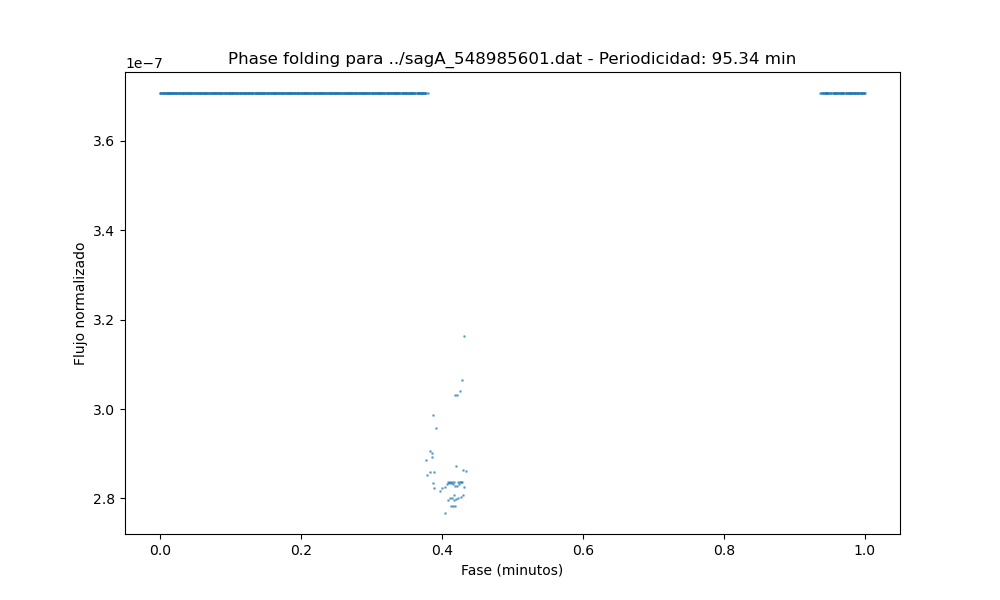 Phase folding para ../sagA_548985601.dat - Periodicidad: 95.34 min
1e−7
3.6
3.4
3.2
3.0
2.8
Flujo normalizado
0.0 0.2 0.4 0.6 0.8 1.0
Fase (minutos)